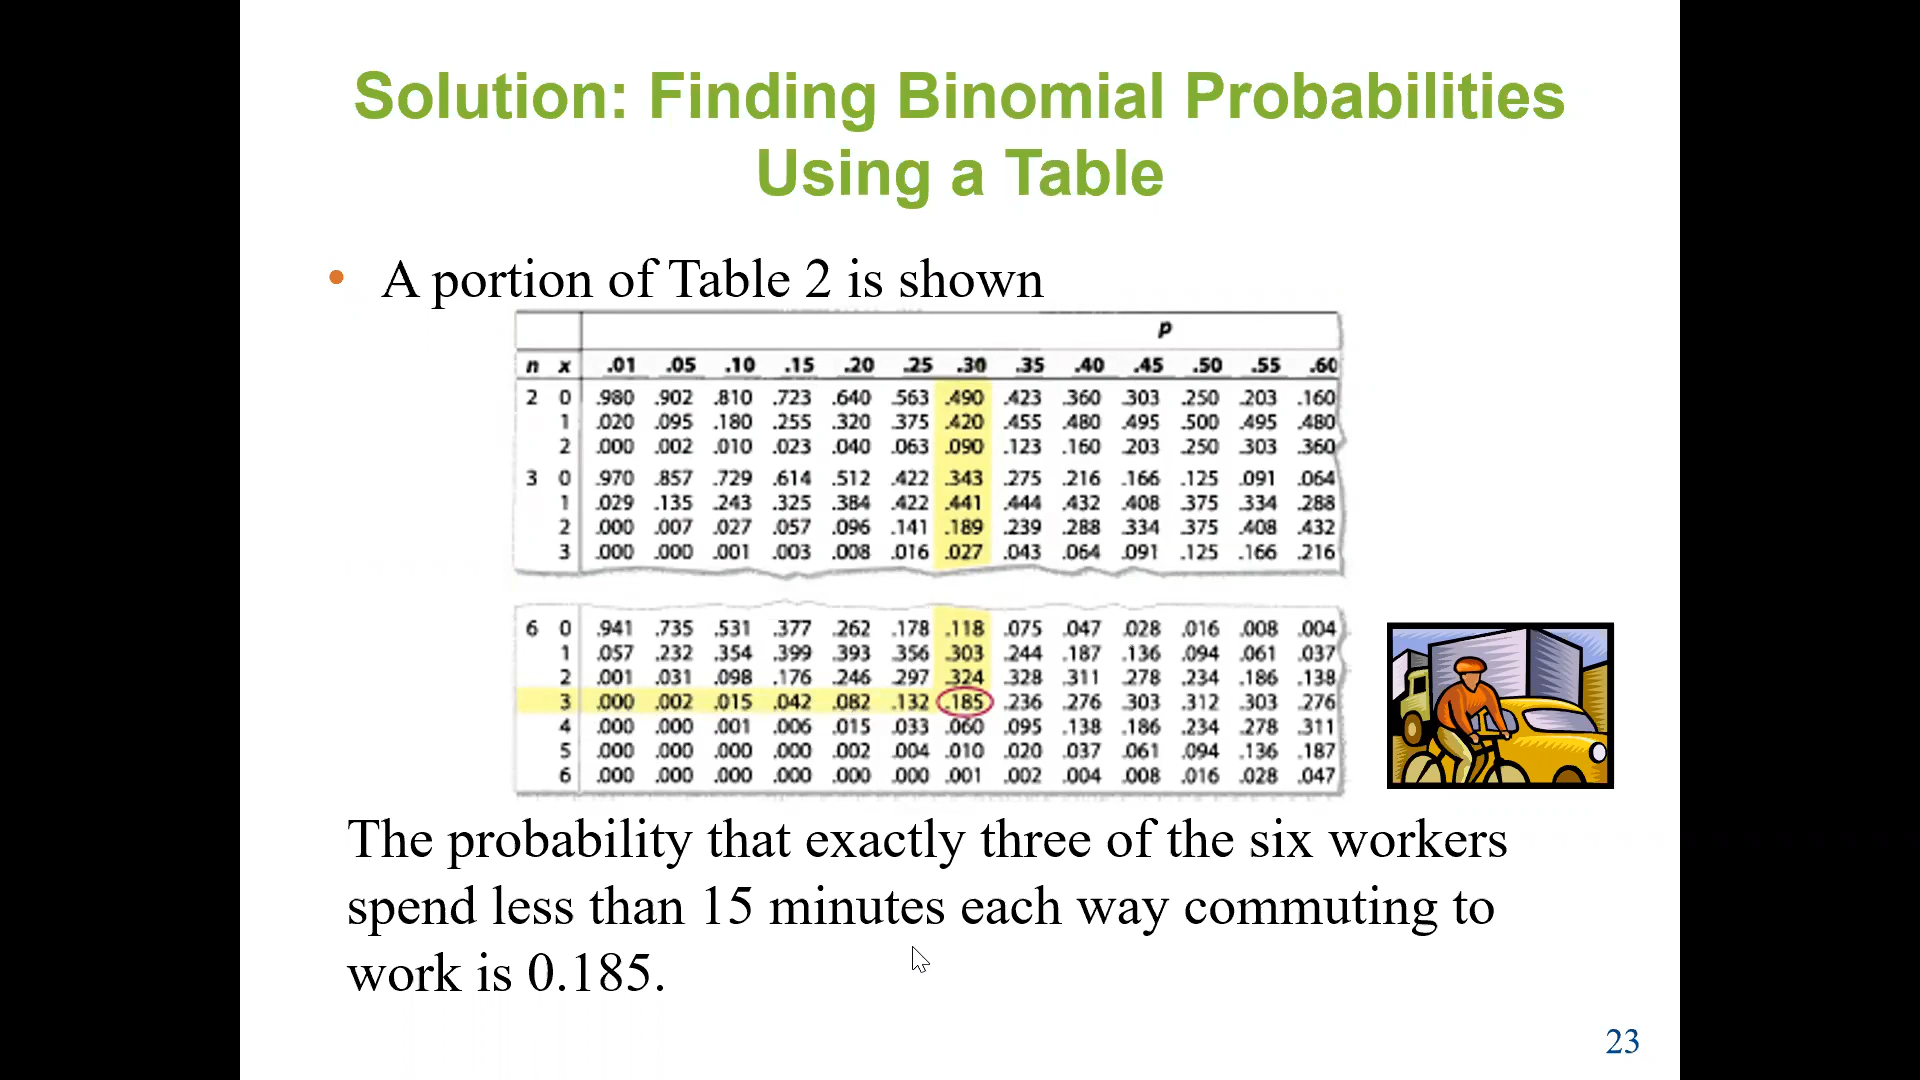 Solution: Finding Binomial Probabilities
Using a Table
• A portion of Table 2 is shown
p
n x .01 .05 .10 .15 .20 .25 .30 .35 .40 .45 .50 .55 .60
2 0 .980 .902 .810 .723 .640 .563 .490 .423 .360 .303 .250 .203 .160
1 .020 .095 .180 .255 .320 .375 .420 .455 .480 .495 .500 .495 .480
2 .000 .002 .010 .023 .040 .063 .090 .123 .160 .203 .250 .303 .360
3 0 .970 .857 .729 .614 .512 .422 .343 .275 .216 .166 .125 .091 .064
1 .029 .135 .243 .325 .384 .422 .441 .444 .432 .408 .375 .334 .288
2 .000 .007 .027 .057 .096 .141 .189 .239 .288 .334 .375 .408 .432
3 .000 .000 .001 .003 .008 .016 .027 .043 .064 .091 .125 .166 .216
6 0 .941 .735 .531 .377 .262 .178 .118 .075 .047 .028 .016 .008 .004
1 .057 .232 .354 .399 .393 .356 .303 .244 .187 .136 .094 .061 .037
2 .001 .031 .098 .176 .246 .297 .324 .328 .311 .278 .234 .186 .138
3 .000 .002 .015 .042 .082 .132 .185 .236 .276 .303 .312 .303 .276
4 .000 .000 .001 .006 .015 .033 .060 .095 .138 .186 .234 .278 .311
5 .000 .000 .000 .000 .002 .004 .010 .020 .037 .061 .094 .136 .187
6 .000 .000 .000 .000 .000 .000 .001 .002 .004 .008 .016 .028 .047
The probability that exactly three of the six workers
spend less than 15 minutes each way commuting to
work is 0.185.
23